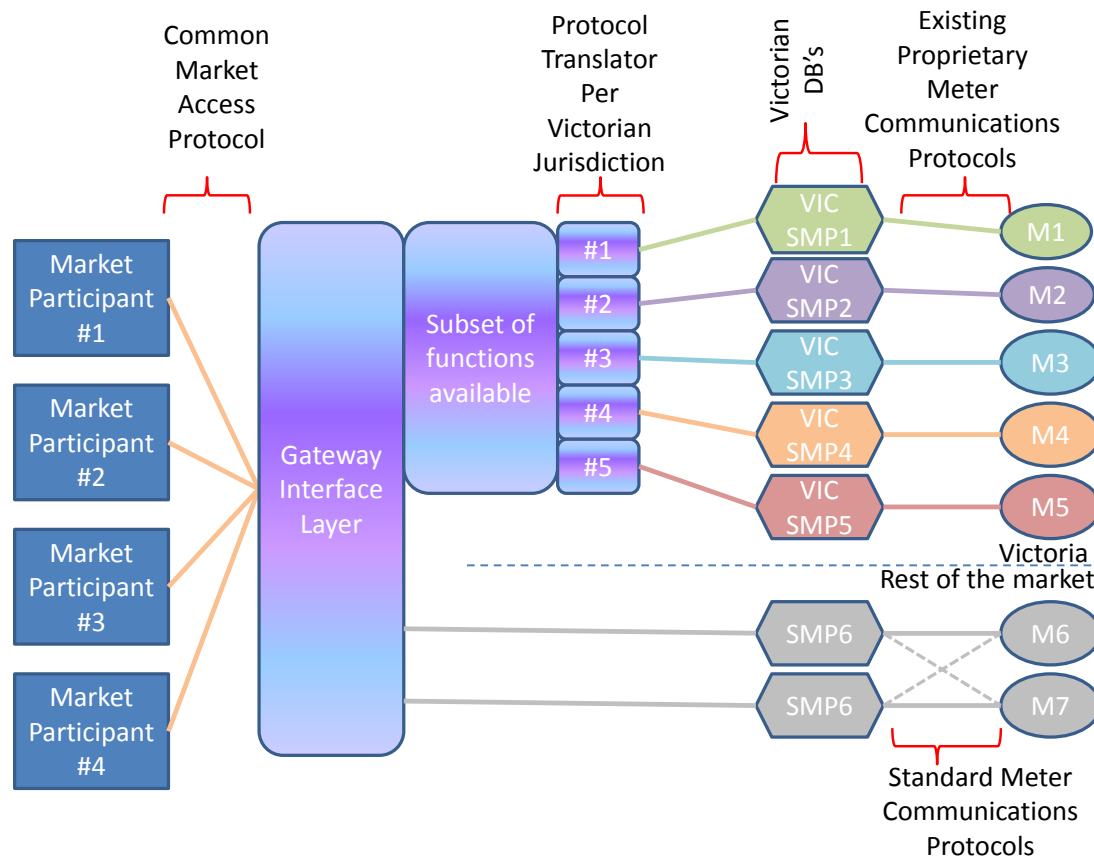 Common
Market
Access
Protocol
Protocol
Translator
Per
Victorian
Jurisdiction
Victorian
DB's
Existing
Proprietary
Meter
Communications
Protocols
Market
Participant
#1
Market
Participant
#2
Market
Participant
#3
Market
Participant
#4
Gateway
Interface
Layer
Subset of
functions
available
#1
#2
#3
#4
#5
VIC
SMP1
VIC
SMP2
VIC
SMP3
VIC
SMP4
VIC
SMP5
M1
M2
M3
M4
M5
Victoria
Rest of the market
SMP6
SMP6
M6
M7
Standard Meter
Communications
Protocols